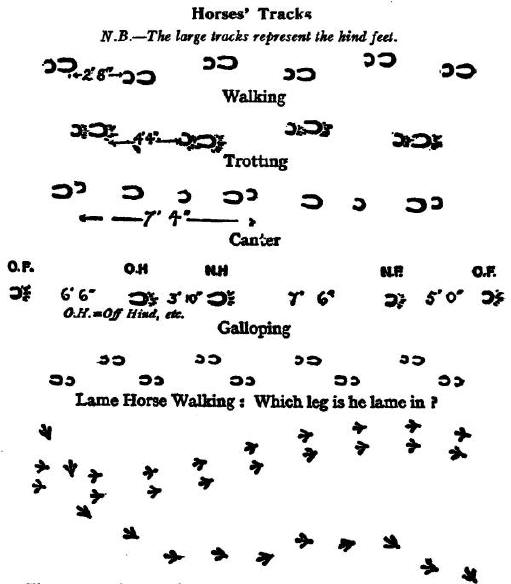 Horses' Tracks
N.B.—The large tracks represent the hind feet.
2' 8"
Walking
4' 4"
Trotting
7' 4"
Canter
O.F. O.H N.H N.F. O.F.
6' 6" 3' 10" 7' 6" 5' 0"
O.H.=Off Hind, etc.
Galloping
Lame Horse Walking : Which leg is he lame in ?